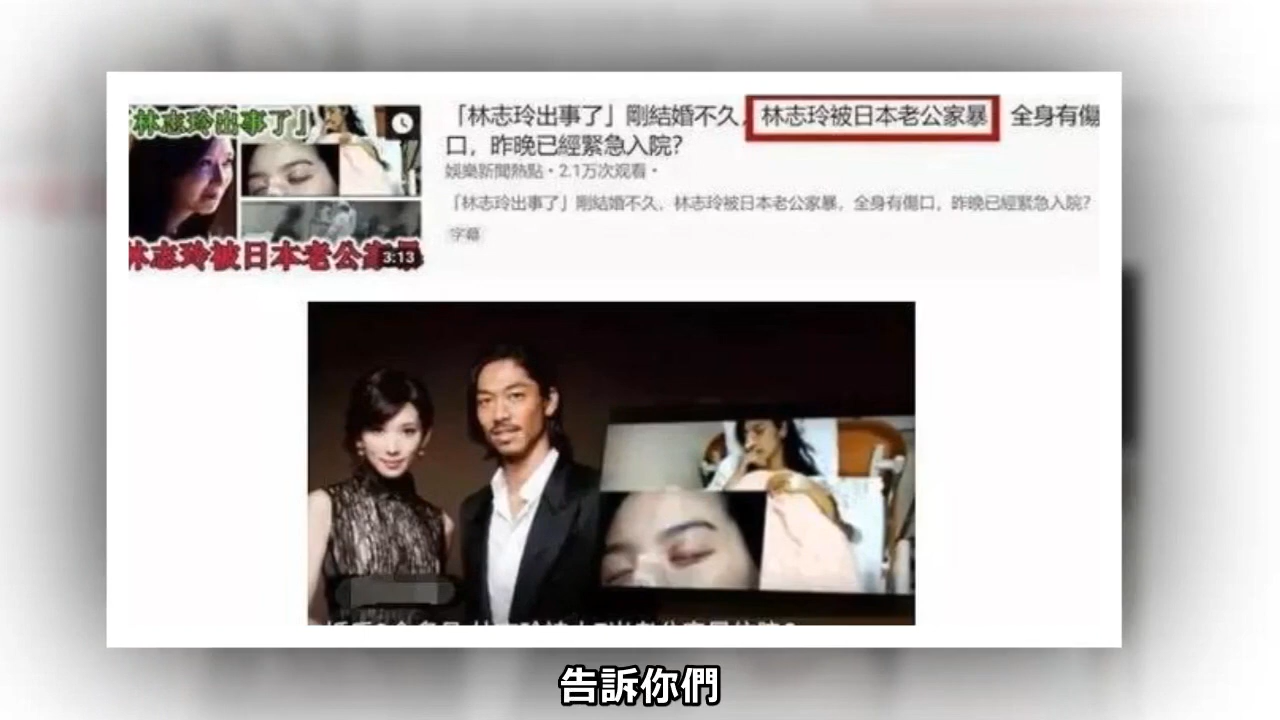 「林志玲出事了」
林志玲被日本老公家暴
3:13
「林志玲出事了」剛結婚不久,林志玲被日本老公家暴,全身有傷
口,昨晚已經緊急入院?
娛樂新聞熱點・2.1万次观看・
「林志玲出事了」剛結婚不久,林志玲被日本老公家暴,全身有傷口,昨晚已經緊急入院?
字幕
告訴你們